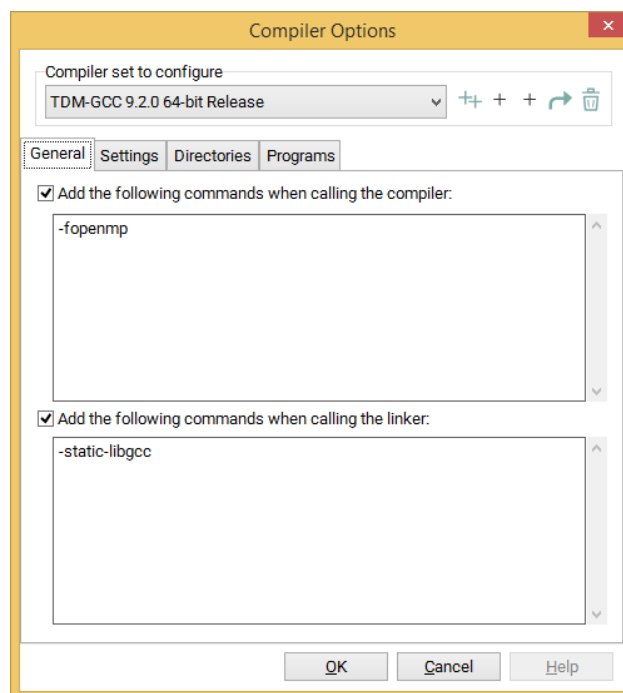 Compiler Options
Compiler set to configure
TDM-GCC 9.2.0 64-bit Release
General Settings Directories Programs
Add the following commands when calling the compiler:
-fopenmp
Add the following commands when calling the linker:
-static-libgcc
OK Cancel Help